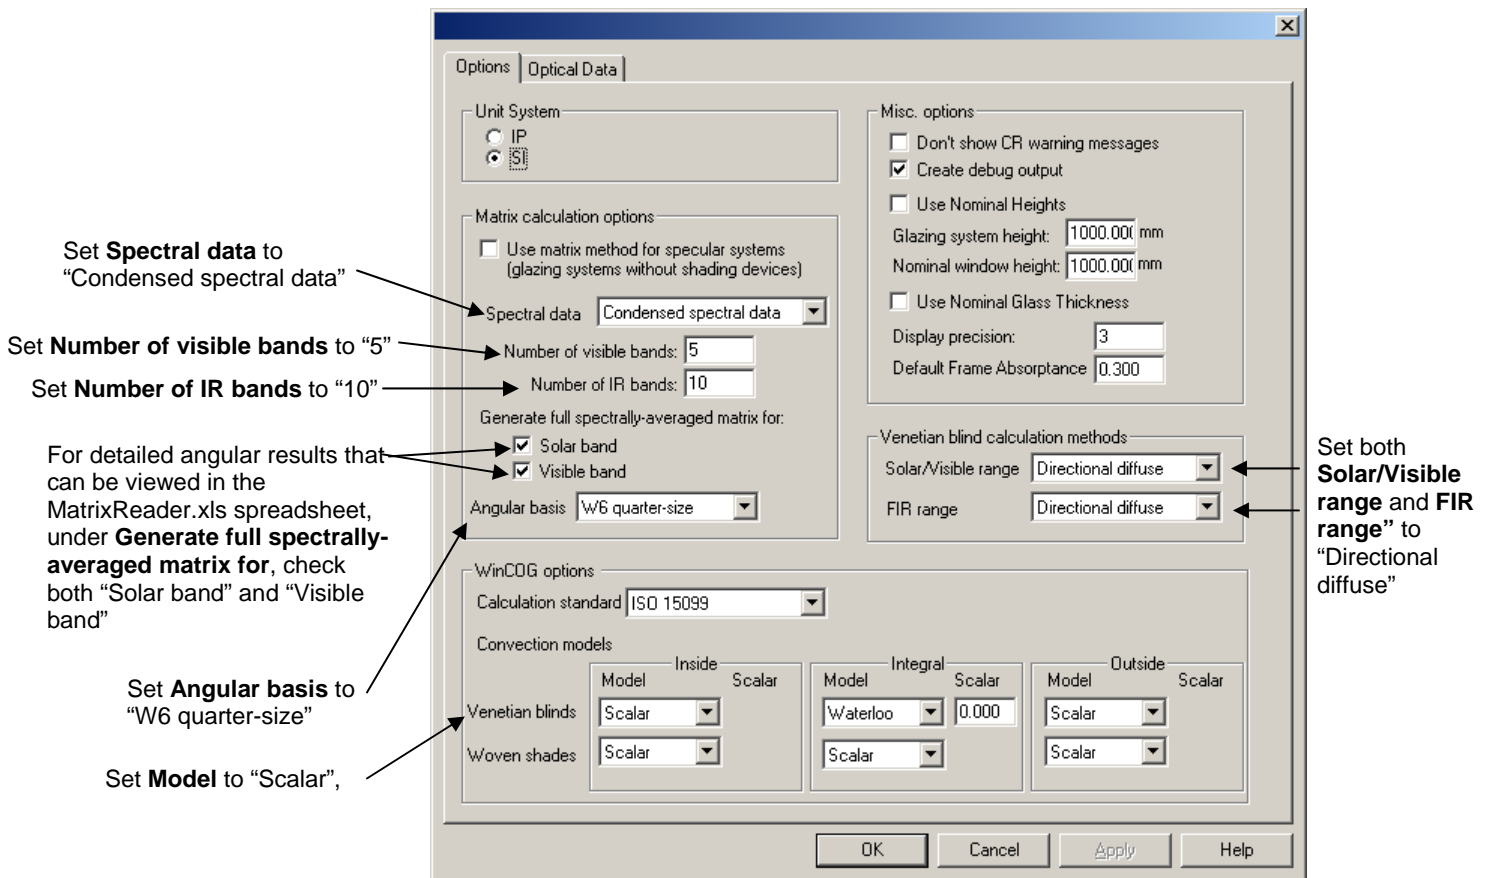 Options
Optical Data
Unit System
IP
SI
Matrix calculation options
Use matrix method for specular systems
(glazing systems without shading devices)
Spectral data Condensed spectral data
Number of visible bands: 5
Number of IR bands: 10
Generate full spectrally-averaged matrix for:
Solar band
Visible band
Angular basis W6 quarter-size
Misc. options
Don't show CR warning messages
Create debug output
Use Nominal Heights
Glazing system height: 1000.00( mm
Nominal window height: 1000.00( mm
Use Nominal Glass Thickness
Display precision: 3
Default Frame Absorptance 0.300
Venetian blind calculation methods
Solar/Visible range Directional diffuse
FIR range Directional diffuse
WinCOG options
Calculation standard ISO 15099
Convection models
Inside Integral Outside
Model Scalar Model Scalar Model Scalar
Venetian blinds Scalar Waterloo 0.000 Scalar
Woven shades Scalar Scalar Scalar
OK Cancel Apply Help
Set Spectral data to
“Condensed spectral data”
Set Number of visible bands to “5”
Set Number of IR bands to “10”
For detailed angular results that
can be viewed in the
MatrixReader.xls spreadsheet,
under Generate full spectrally-
averaged matrix for, check
both “Solar band” and “Visible
band”
Set Angular basis to
“W6 quarter-size”
Set Model to “Scalar”,
Set both
Solar/Visible
range and FIR
range” to
“Directional
diffuse”